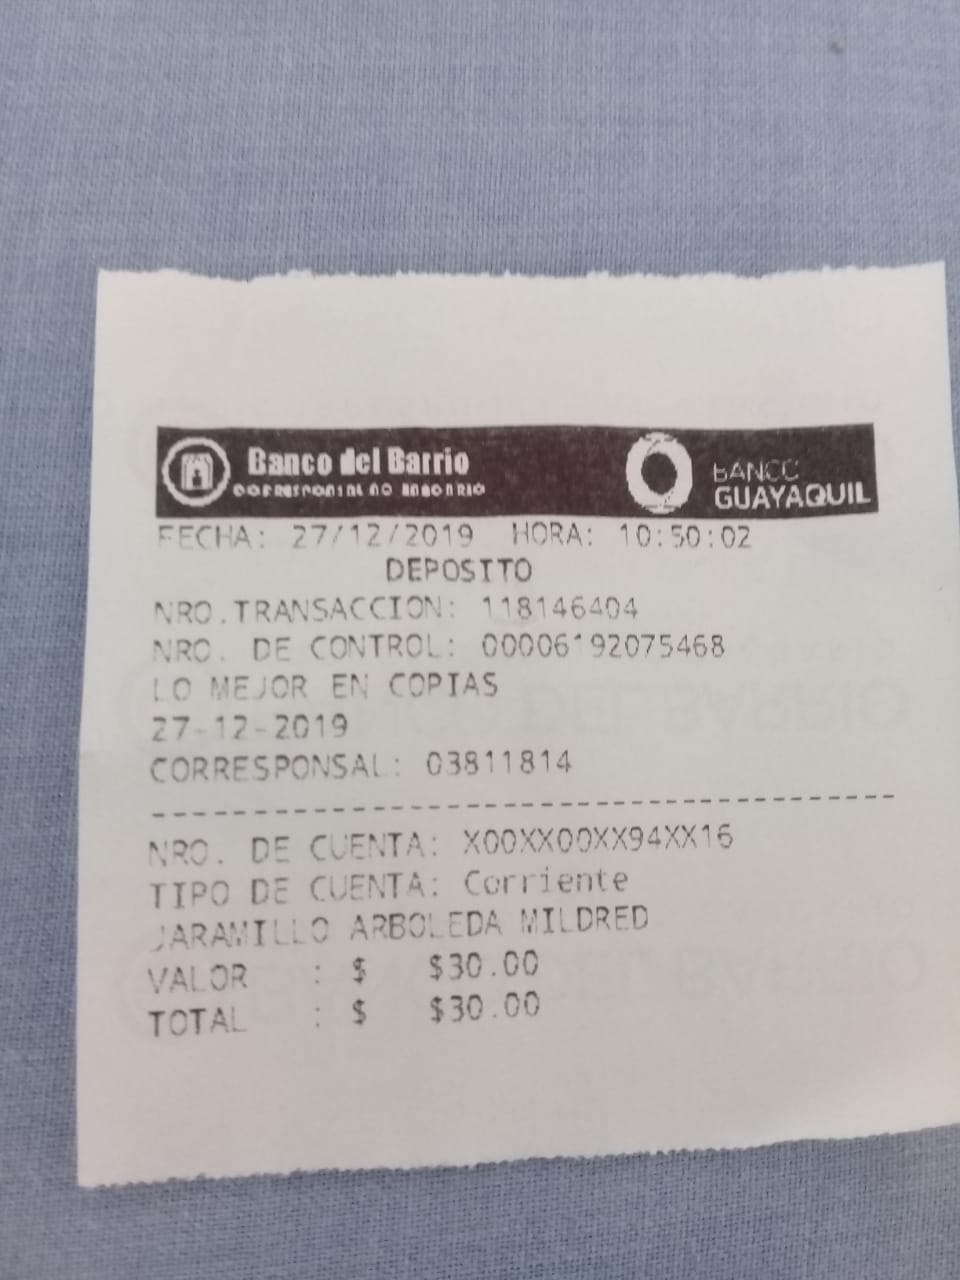 Banco del Barrio
CORRESPONSAL NO BANCARIO
BANCO
GUAYAQUIL
FECHA: 27/12/2019 HORA: 10:50:02
DEPOSITO
NRO.TRANSACCION: 118146404
NRO. DE CONTROL: 00006192075468
LO MEJOR EN COPIAS
27-12-2019
CORRESPONSAL: 03811814
NRO. DE CUENTA: X00XX00XX94XX16
TIPO DE CUENTA: Corriente
JARAMILLO ARBOLEDA MILDRED
VALOR : $ $30.00
TOTAL : $ $30.00